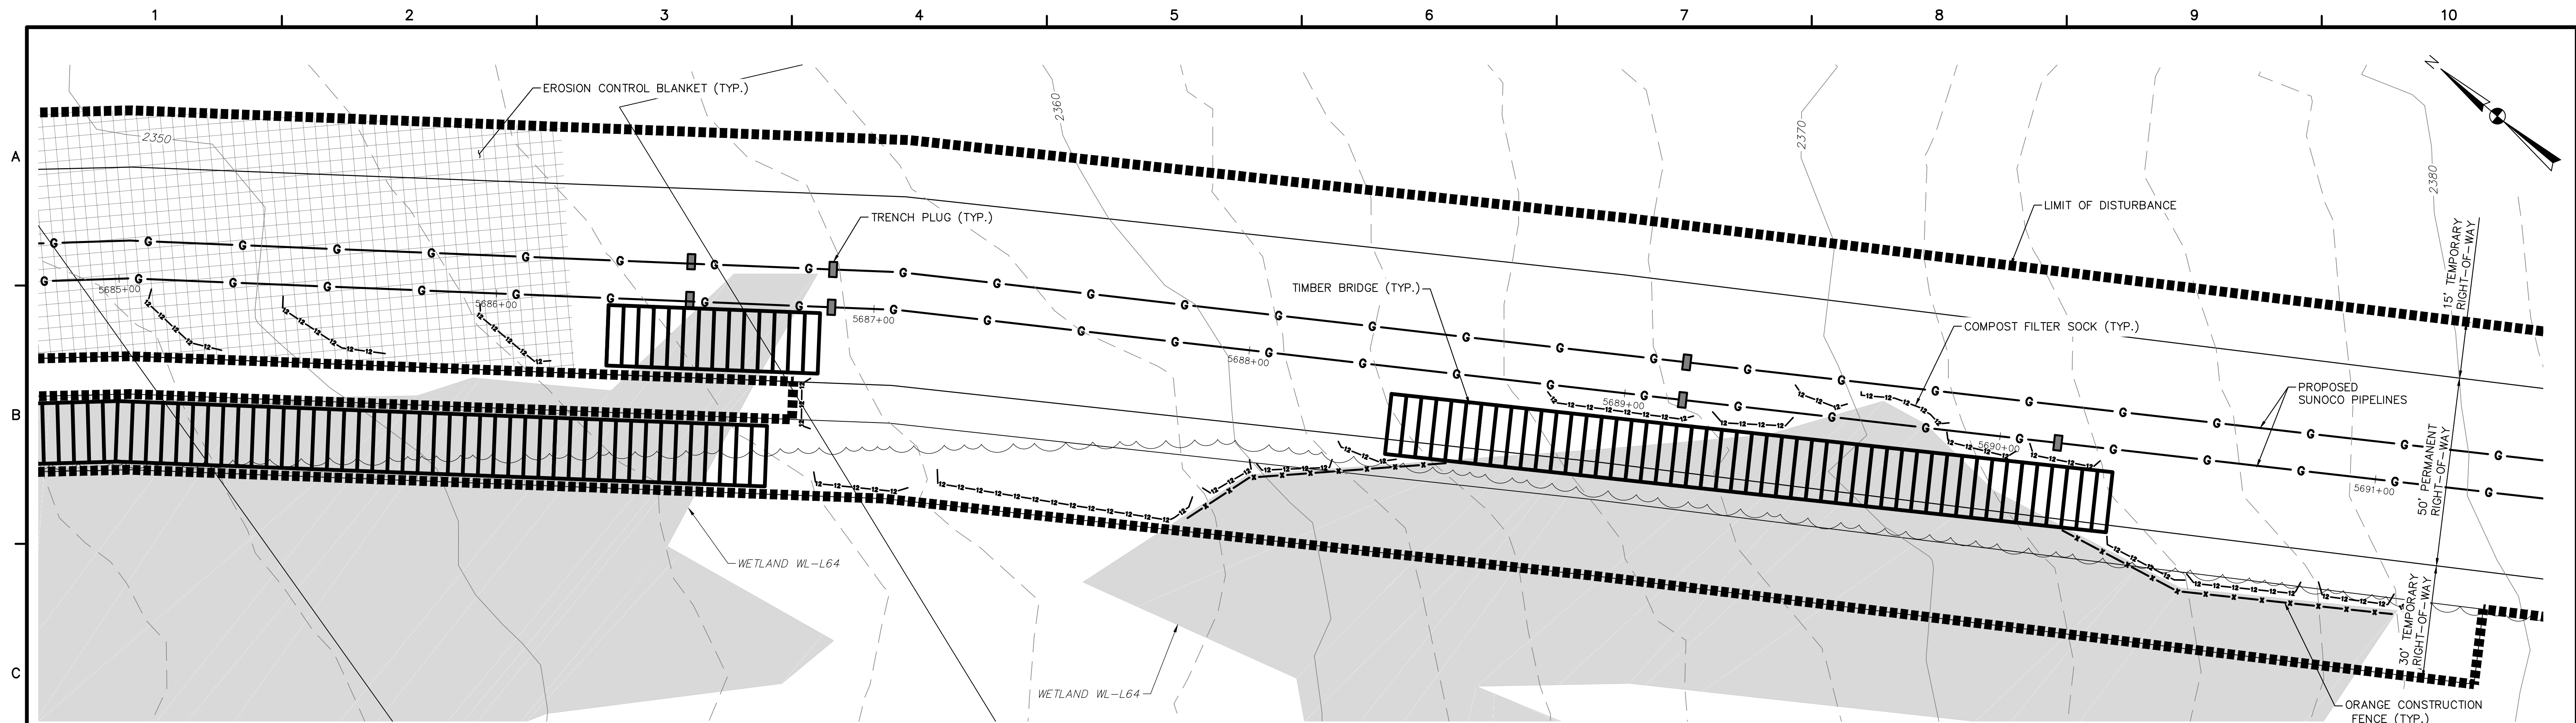 1 2 3 4 5 6 7 8 9 10
A
B
C
N
EROSION CONTROL BLANKET (TYP.)
2350
2360
2370
2380
TRENCH PLUG (TYP.)
LIMIT OF DISTURBANCE
15' TEMPORARY
RIGHT-OF-WAY
TIMBER BRIDGE (TYP.)
COMPOST FILTER SOCK (TYP.)
5685+00
5686+00
5687+00
5688+00
5689+00
5690+00
5691+00
PROPOSED
SUNOCO PIPELINES
50' PERMANENT
RIGHT-OF-WAY
WETLAND WL-L64
WETLAND WL-L64
30' TEMPORARY
RIGHT-OF-WAY
ORANGE CONSTRUCTION
FENCE (TYP.)